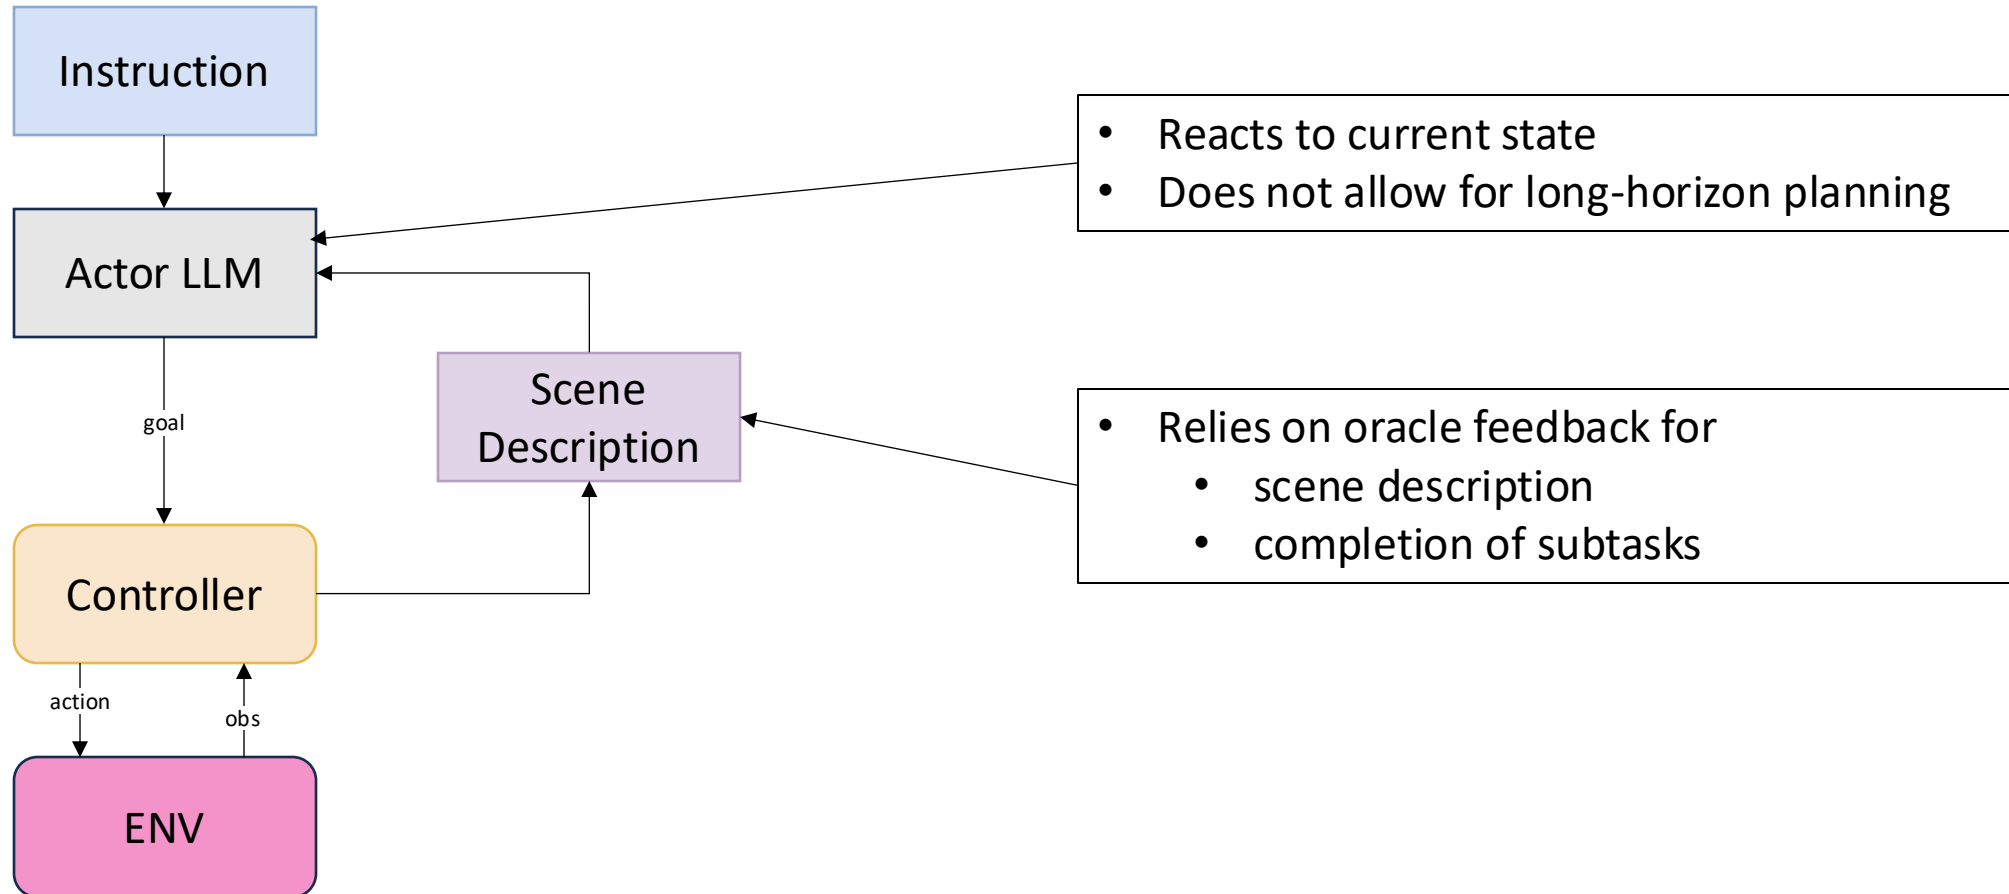 Instruction
Actor LLM
goal
Scene
Description
Controller
action
obs
ENV
• Reacts to current state
• Does not allow for long-horizon planning
• Relies on oracle feedback for
• scene description
• completion of subtasks